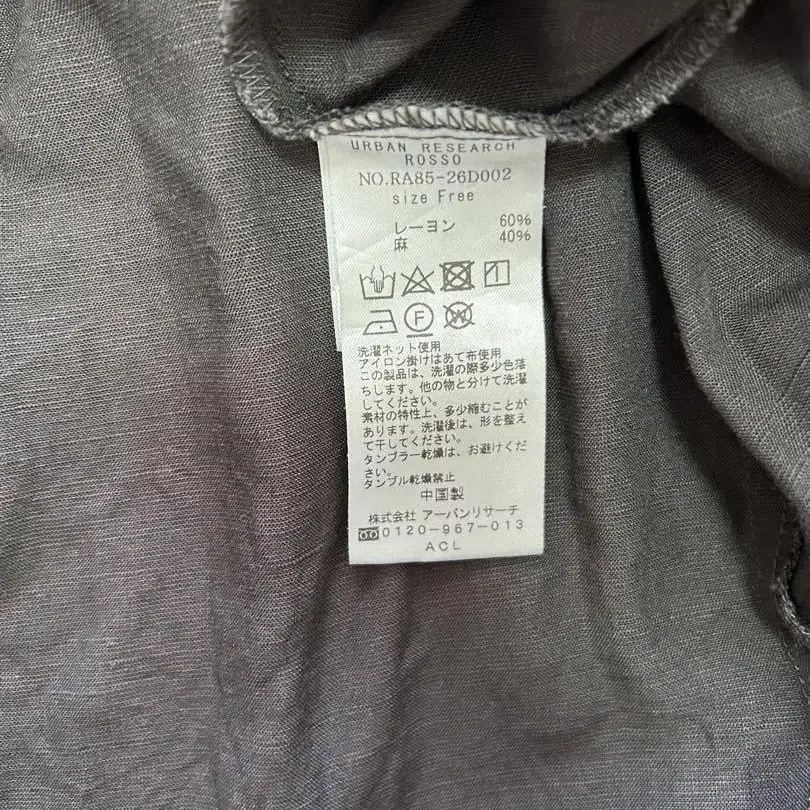 URBAN RESEARCH
ROSSO
NO.RA85-26D002
size Free
レーヨン 60%
麻 40%
F W
洗濯ネット使用
アイロン掛けはあて布使用
この製品は、洗濯の際多少色落
ちします。他の物と分けて洗濯
してください。
素材の特性上、多少縮むことが
あります。洗濯後は、形を整え
て干してください。
タンブラー乾燥は、お避けくだ
さい。
タンブル乾燥禁止
中国製
株式会社 アーバンリサーチ
0120-967-013
ACL